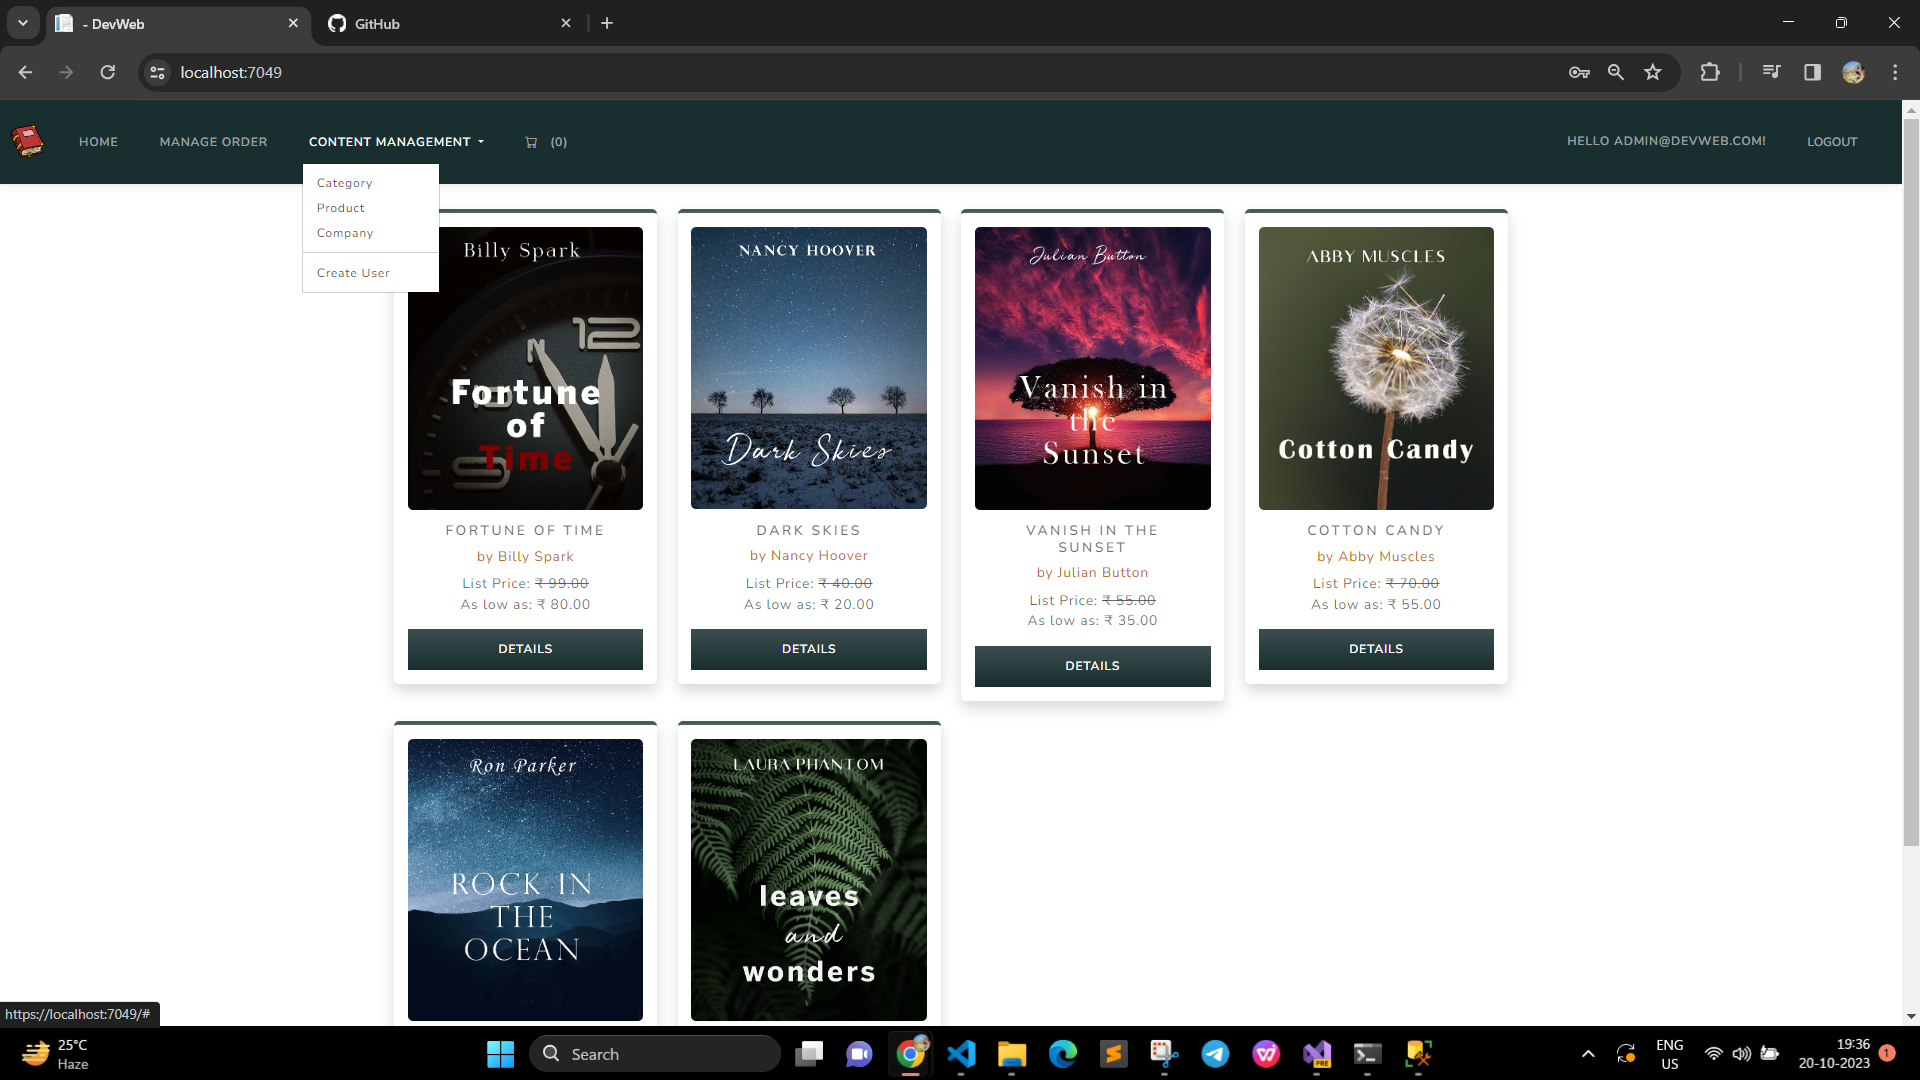 - DevWeb
GitHub
localhost:7049
HOME
MANAGE ORDER
CONTENT MANAGEMENT
(0)
HELLO ADMIN@DEVWEB.COM!
LOGOUT
Category
Product
Company
Create User
Billy Spark
12
Fortune
of
Time
FORTUNE OF TIME
by Billy Spark
List Price: ₹ 99.00
As low as: ₹ 80.00
DETAILS
NANCY HOOVER
Dark Skies
DARK SKIES
by Nancy Hoover
List Price: ₹ 40.00
As low as: ₹ 20.00
DETAILS
Julian Button
Vanish in
the
Sunset
VANISH IN THE
SUNSET
by Julian Button
List Price: ₹ 55.00
As low as: ₹ 35.00
DETAILS
ABBY MUSCLES
Cotton Candy
COTTON CANDY
by Abby Muscles
List Price: ₹ 70.00
As low as: ₹ 55.00
DETAILS
Ron Parker
ROCK IN
THE
OCEAN
LAURA PHANTOM
leaves
and
wonders
https://localhost:7049/#
25°C
Haze
Search
PRE
ENG
US
19:36
20-10-2023
1